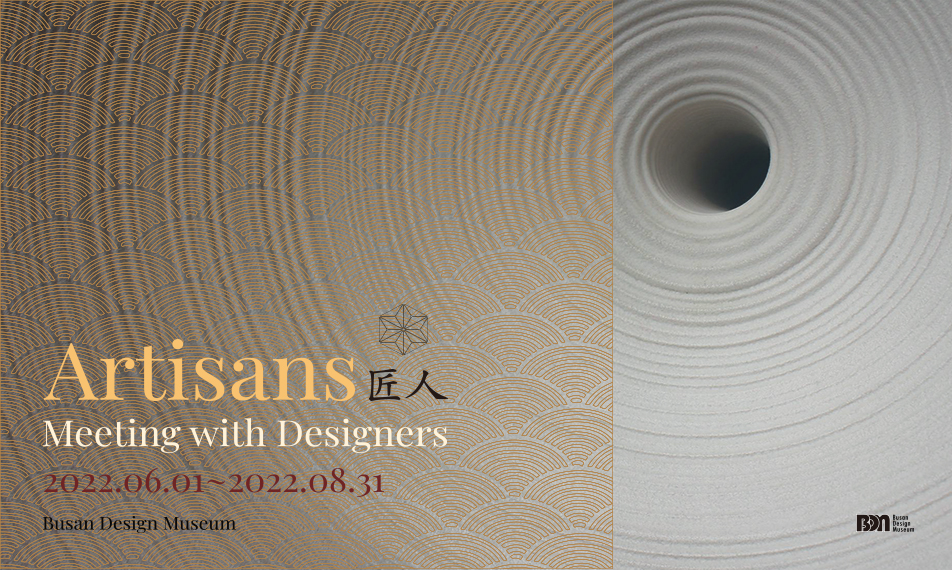 Artisans 匠人
Meeting with Designers
2022.06.01~2022.08.31
Busan Design Museum
BDM Busan
Design
Museum